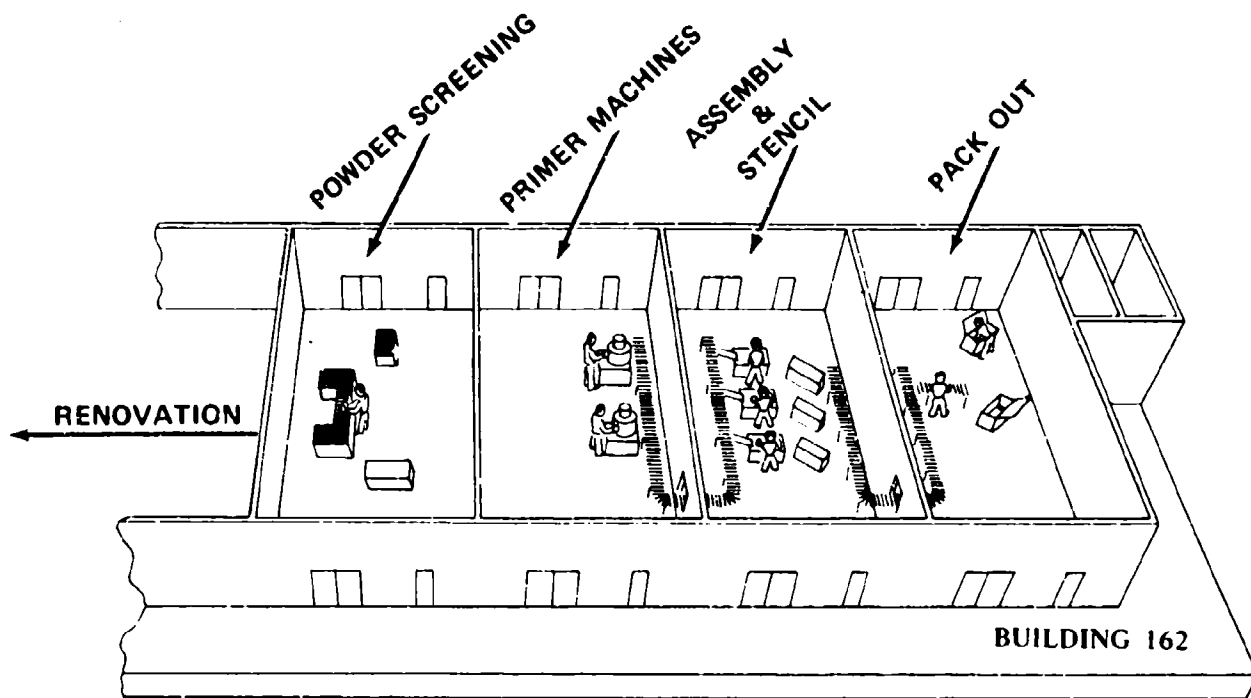 POWDER SCREENING
PRIMER MACHINES
ASSEMBLY
&
STENCIL
PACK OUT
RENOVATION
BUILDING 162